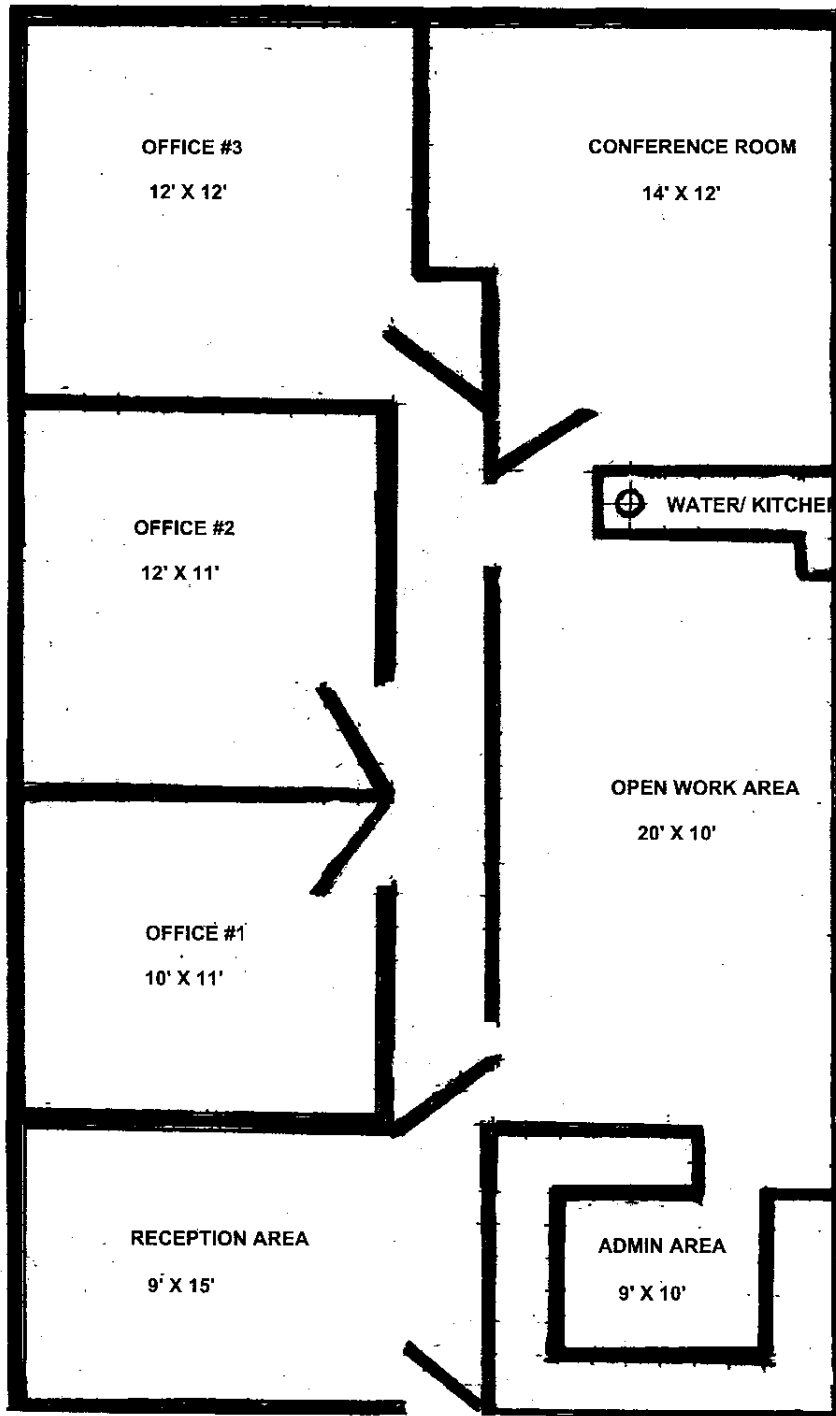 OFFICE #3
12' X 12'
CONFERENCE ROOM
14' X 12'
OFFICE #2
12' X 11'
WATER/ KITCHE
OPEN WORK AREA
20' X 10'
OFFICE #1
10' X 11'
RECEPTION AREA
9' X 15'
ADMIN AREA
9' X 10'